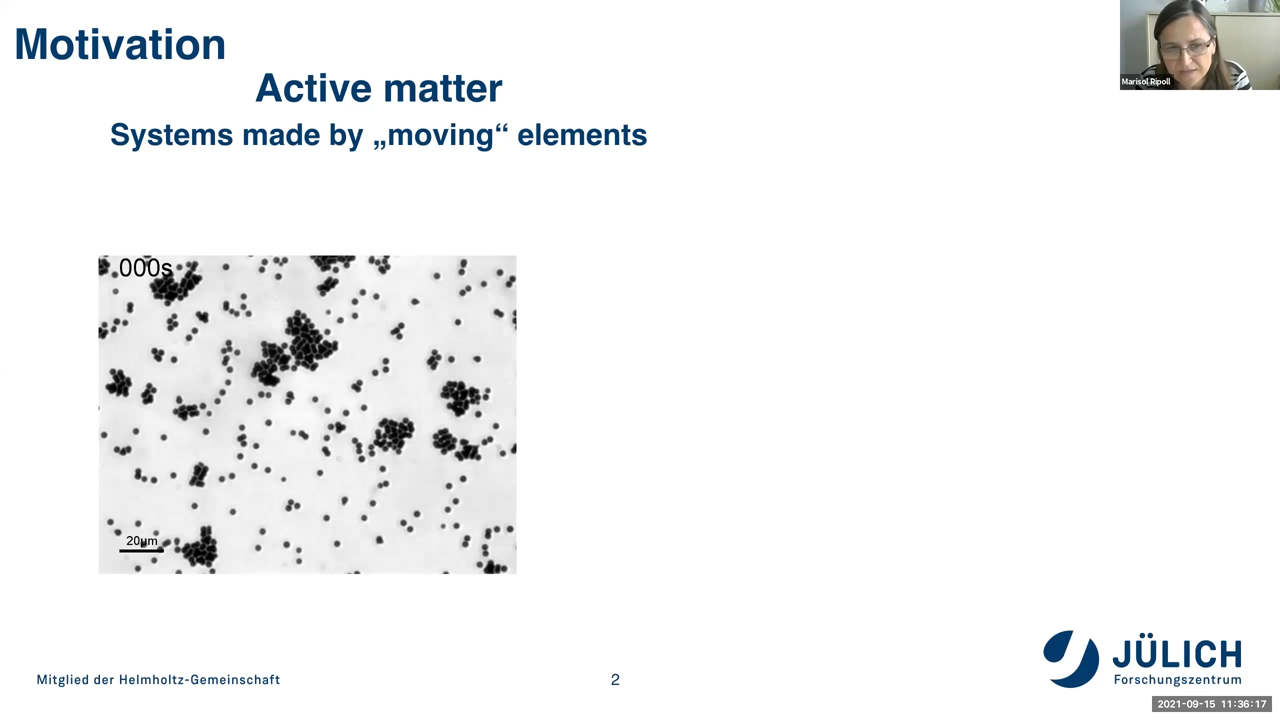 Motivation
Active matter
Systems made by „moving“ elements
Marisol Ripoll
000s
20µm
Mitglied der Helmholtz-Gemeinschaft
2
JÜLICH
Forschungszentrum
2021-09-15 11:36:17